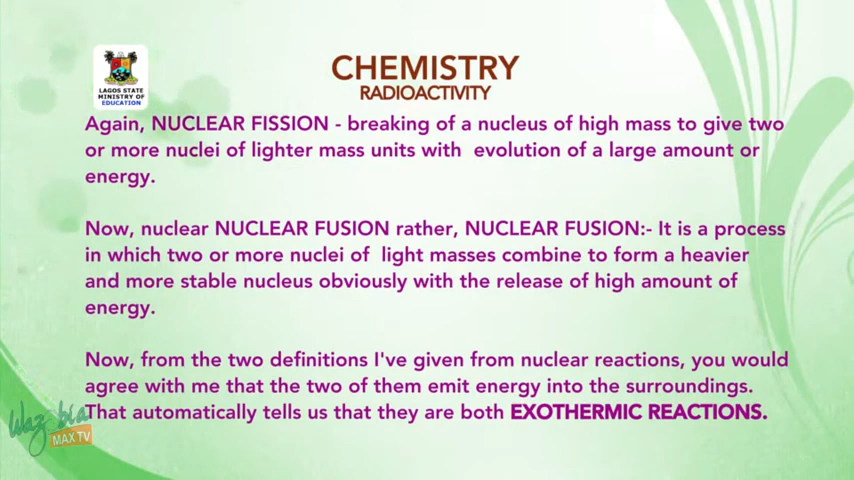 LAGOS STATE
MINISTRY OF
EDUCATION
CHEMISTRY
RADIOACTIVITY
Again, NUCLEAR FISSION - breaking of a nucleus of high mass to give two
or more nuclei of lighter mass units with evolution of a large amount or
energy.
Now, nuclear NUCLEAR FUSION rather, NUCLEAR FUSION:- It is a process
in which two or more nuclei of light masses combine to form a heavier
and more stable nucleus obviously with the release of high amount of
energy.
Now, from the two definitions I've given from nuclear reactions, you would
agree with me that the two of them emit energy into the surroundings.
That automatically tells us that they are both EXOTHERMIC REACTIONS.
Wazobia
MAX TV